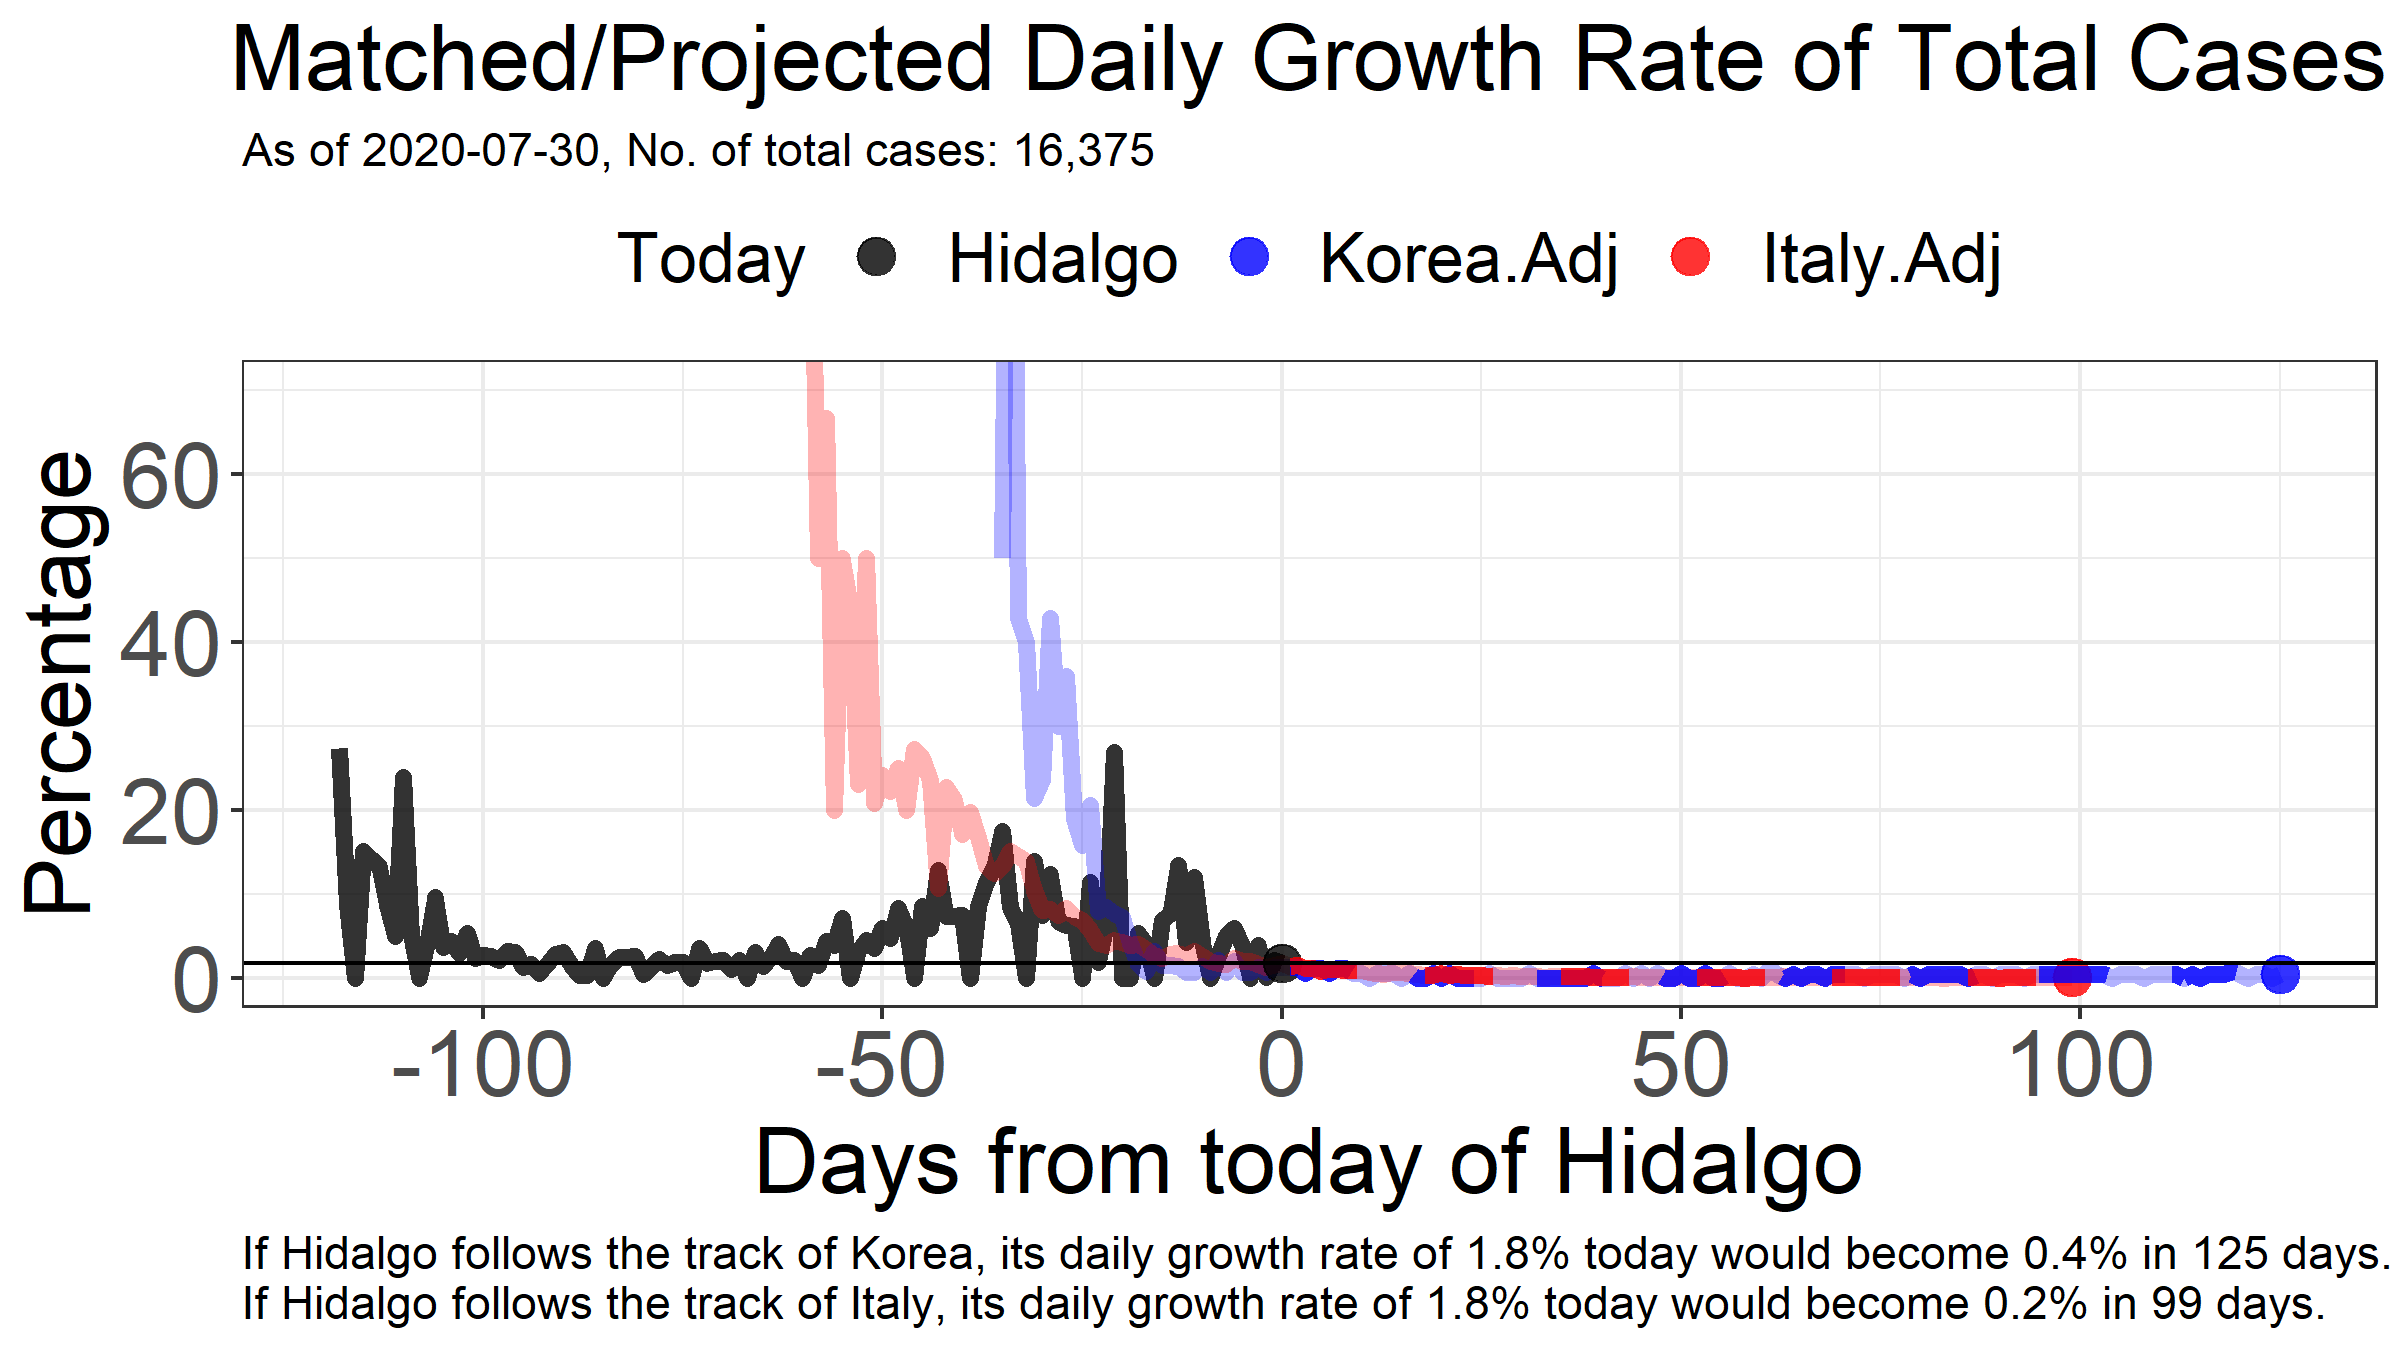 Matched/Projected Daily Growth Rate of Total Cases
As of 2020-07-30, No. of total cases: 16,375
Today Hidalgo Korea.Adj Italy.Adj
Percentage
60
40
20
0
-100 -50 0 50 100
Days from today of Hidalgo
If Hidalgo follows the track of Korea, its daily growth rate of 1.8% today would become 0.4% in 125 days.
If Hidalgo follows the track of Italy, its daily growth rate of 1.8% today would become 0.2% in 99 days.